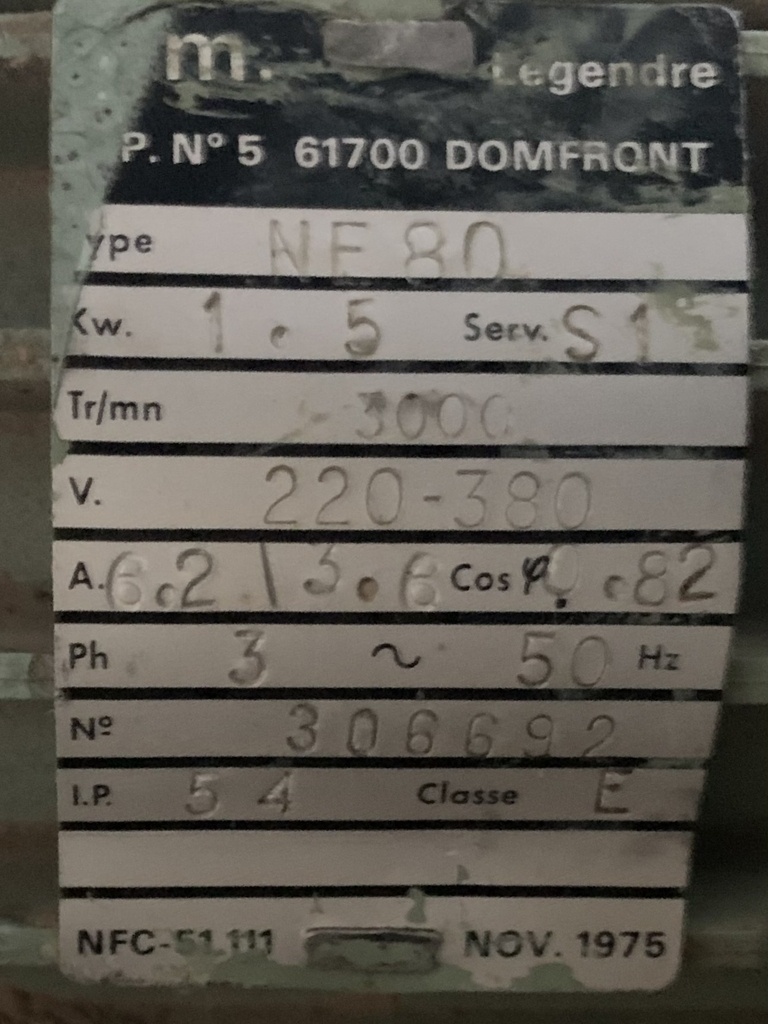 m. Legendre
P. N° 5 61700 DOMFRONT
ype NE 80
Kw. 1.5 Serv. S1
Tr/mn 3000
V. 220-380
A. 6.2 / 3.6 Cos φ 0.82
Ph 3 ~ 50 Hz
Nº 306692
I.P. 54 Classe E
NFC-51.111 NOV. 1975